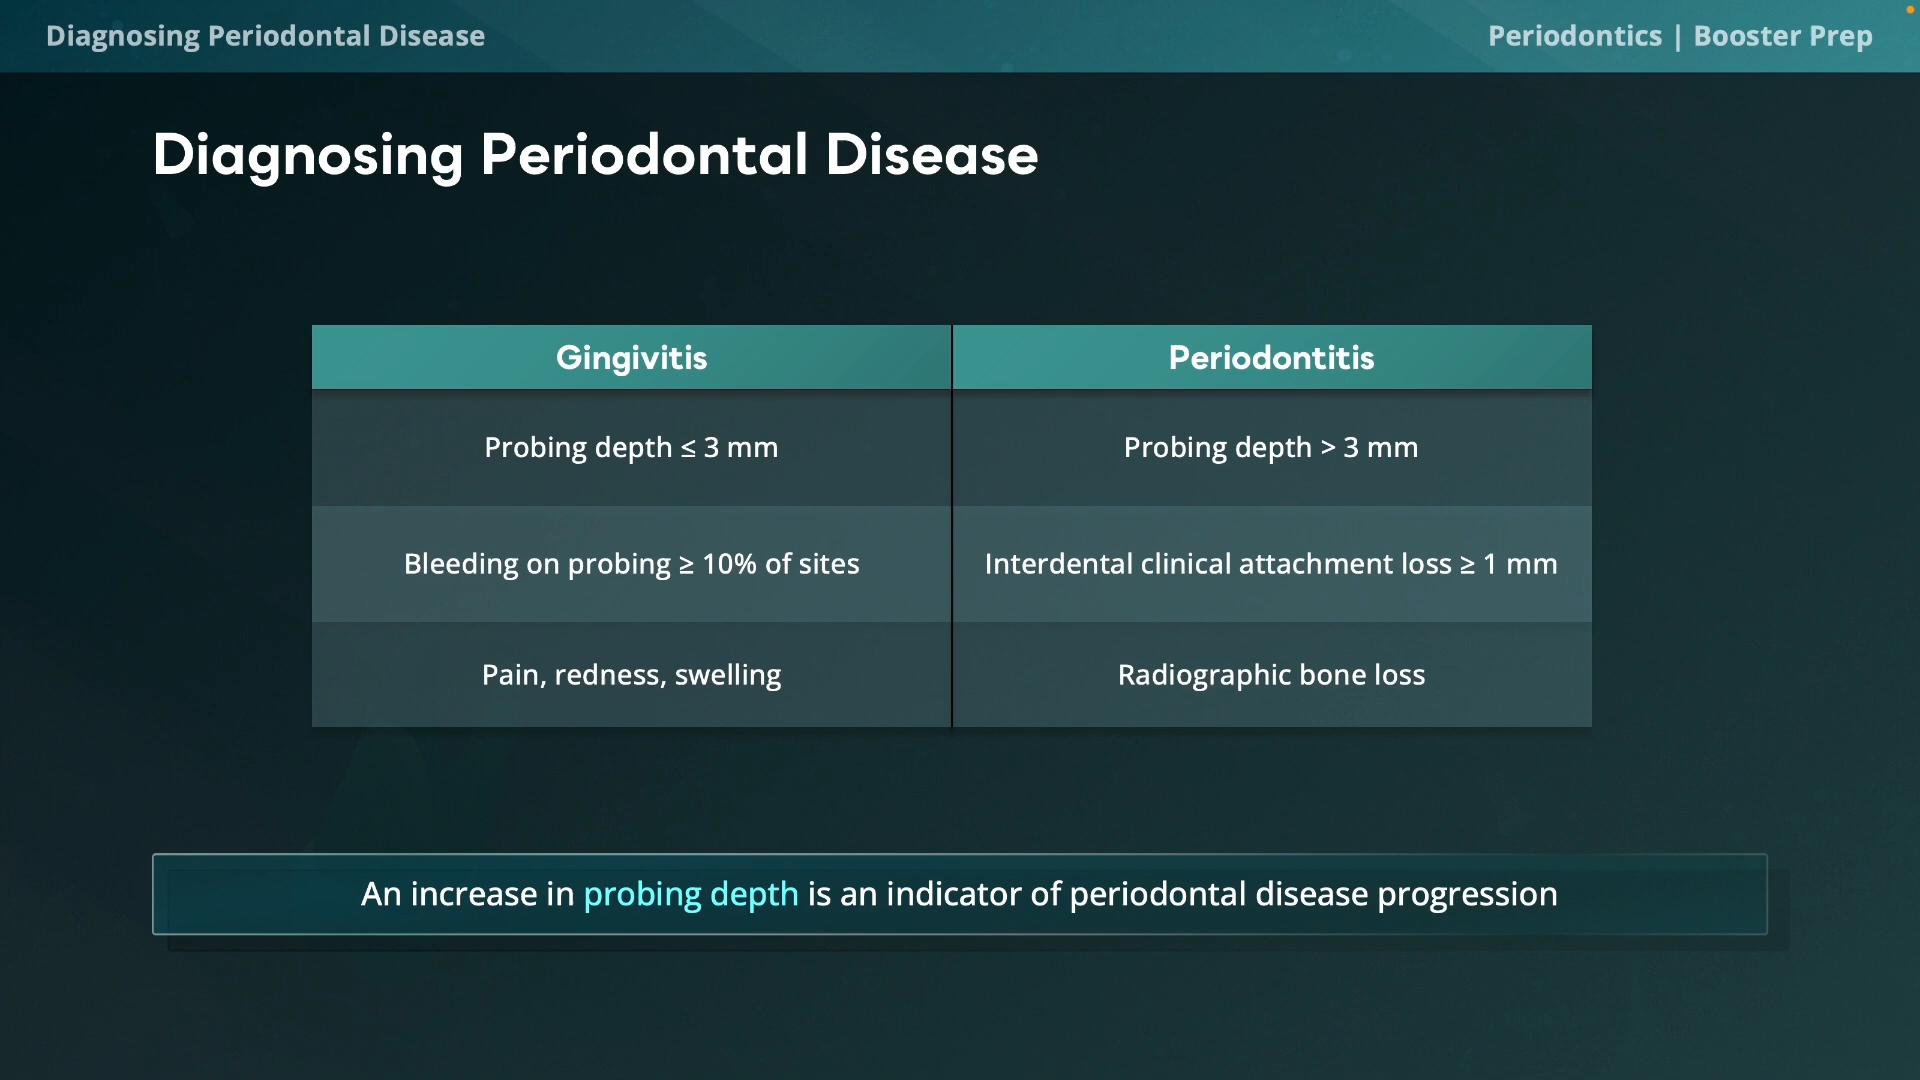 Diagnosing Periodontal Disease
Periodontics | Booster Prep
Diagnosing Periodontal Disease
Gingivitis
Periodontitis
Probing depth ≤ 3 mm
Probing depth > 3 mm
Bleeding on probing ≥ 10% of sites
Interdental clinical attachment loss ≥ 1 mm
Pain, redness, swelling
Radiographic bone loss
An increase in probing depth is an indicator of periodontal disease progression